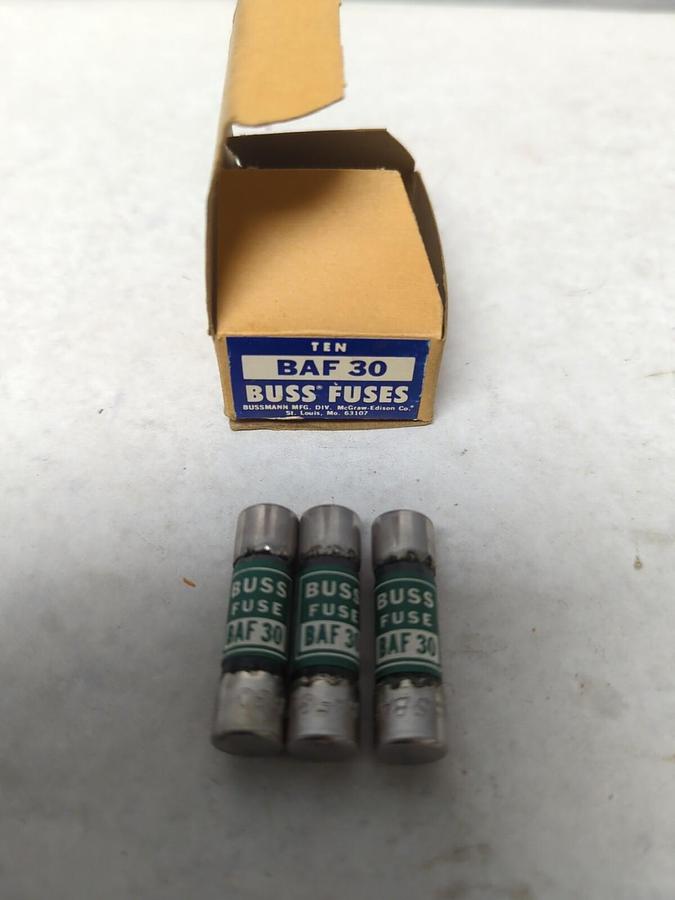 TEN
BAF 30
BUSS® FUSES
BUSSMANN MFG. DIV. McGraw-Edison Co.
St. Louis, Mo. 63107
BUSS
FUSE
BAF 30
BUSS
FUSE
BAF 30
BUSS
FUSE
BAF 30